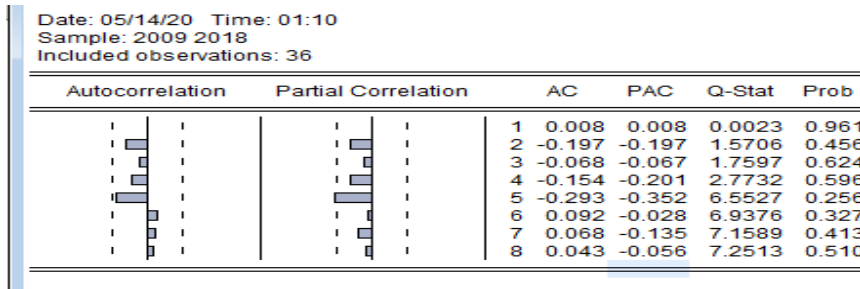 Date: 05/14/20 Time: 01:10
Sample: 2009 2018
Included observations: 36
Autocorrelation Partial Correlation AC PAC Q-Stat Prob
1 0.008 0.008 0.0023 0.961
2 -0.197 -0.197 1.5706 0.456
3 -0.068 -0.067 1.7597 0.624
4 -0.154 -0.201 2.7732 0.596
5 -0.293 -0.352 6.5527 0.256
6 0.092 -0.028 6.9376 0.327
7 0.068 -0.135 7.1589 0.413
8 0.043 -0.056 7.2513 0.510